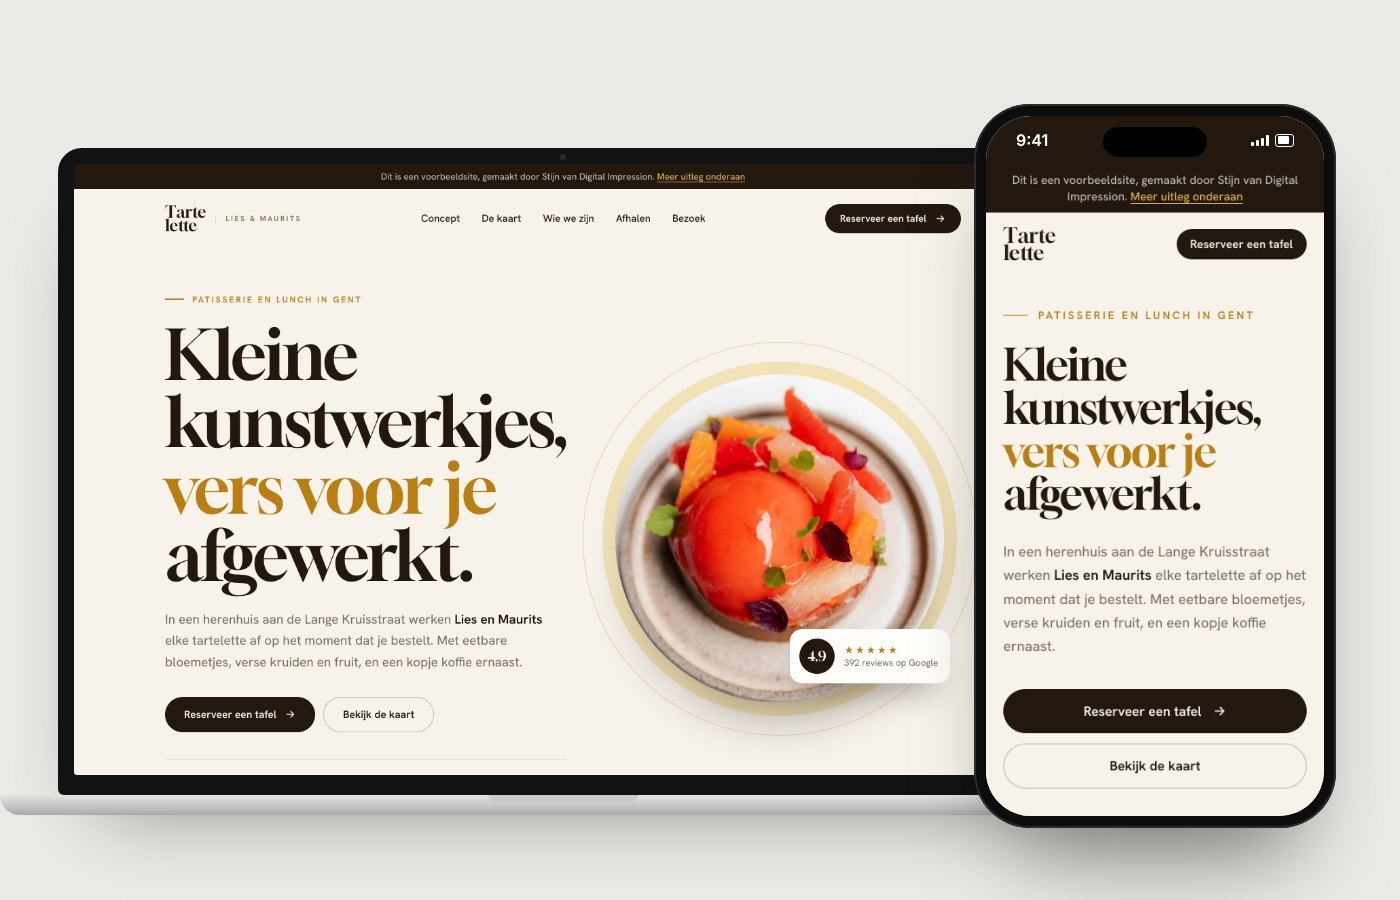 Dit is een voorbeeldsite, gemaakt door Stijn van Digital Impression. Meer uitleg onderaan
Tarte
lette
LIES & MAURITS
Concept De kaart Wie we zijn Afhalen Bezoek
Reserveer een tafel →
PATISSERIE EN LUNCH IN GENT
Kleine
kunstwerkjes,
vers voor je
afgewerkt.
In een herenhuis aan de Lange Kruisstraat werken Lies en Maurits
elke tartelette af op het moment dat je bestelt. Met eetbare
bloemetjes, verse kruiden en fruit, en een kopje koffie ernaast.
Reserveer een tafel →
Bekijk de kaart
4,9
★★★★★
392 reviews op Google
9:41
Dit is een voorbeeldsite, gemaakt door Stijn van Digital
Impression. Meer uitleg onderaan
Tarte
lette
Reserveer een tafel
PATISSERIE EN LUNCH IN GENT
Kleine
kunstwerkjes,
vers voor je
afgewerkt.
In een herenhuis aan de Lange Kruisstraat
werken Lies en Maurits elke tartelette af op het
moment dat je bestelt. Met eetbare bloemetjes,
verse kruiden en fruit, en een kopje koffie
ernaast.
Reserveer een tafel →
Bekijk de kaart